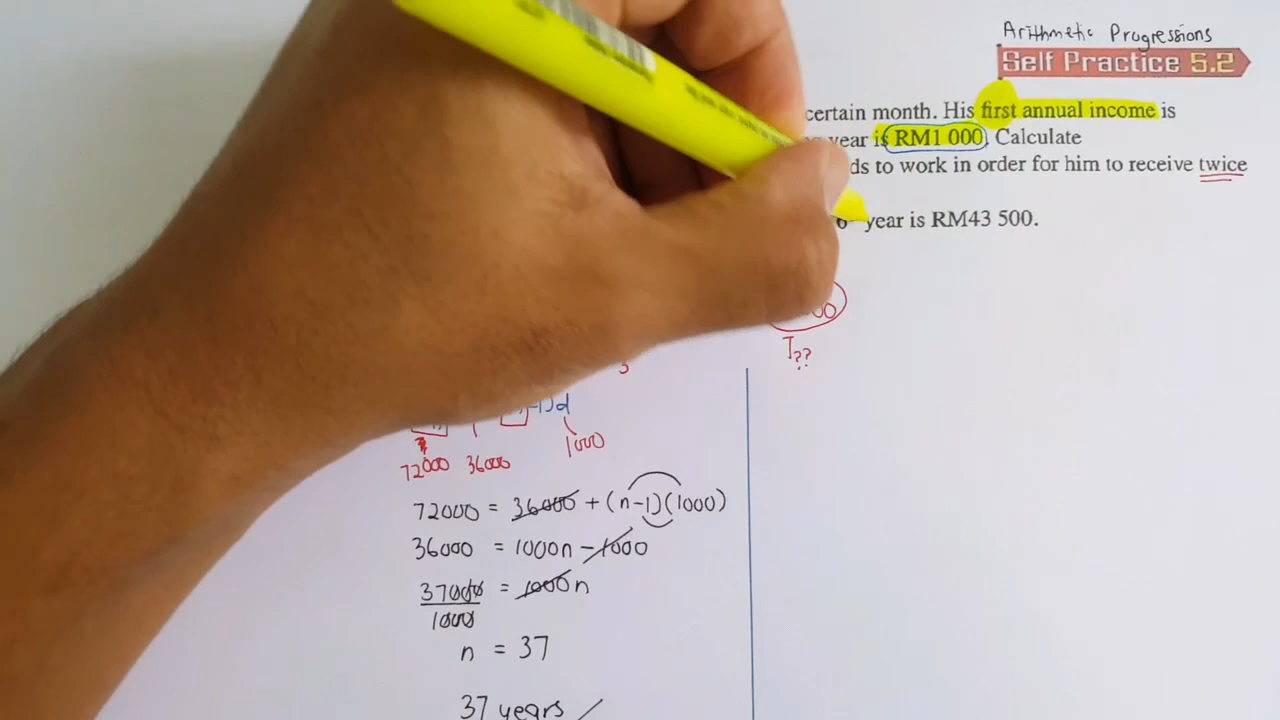 Arithmetic Progressions
Self Practice 5.2
certain month. His first annual income is
year is RM1 000. Calculate
ds to work in order for him to receive twice
year is RM43 500.
T??
-1)d
1000
72000 36000
72000 = 36000 + (n-1)(1000)
36000 = 1000n - 1000
37000 = 1000n
1000
n = 37
37 years